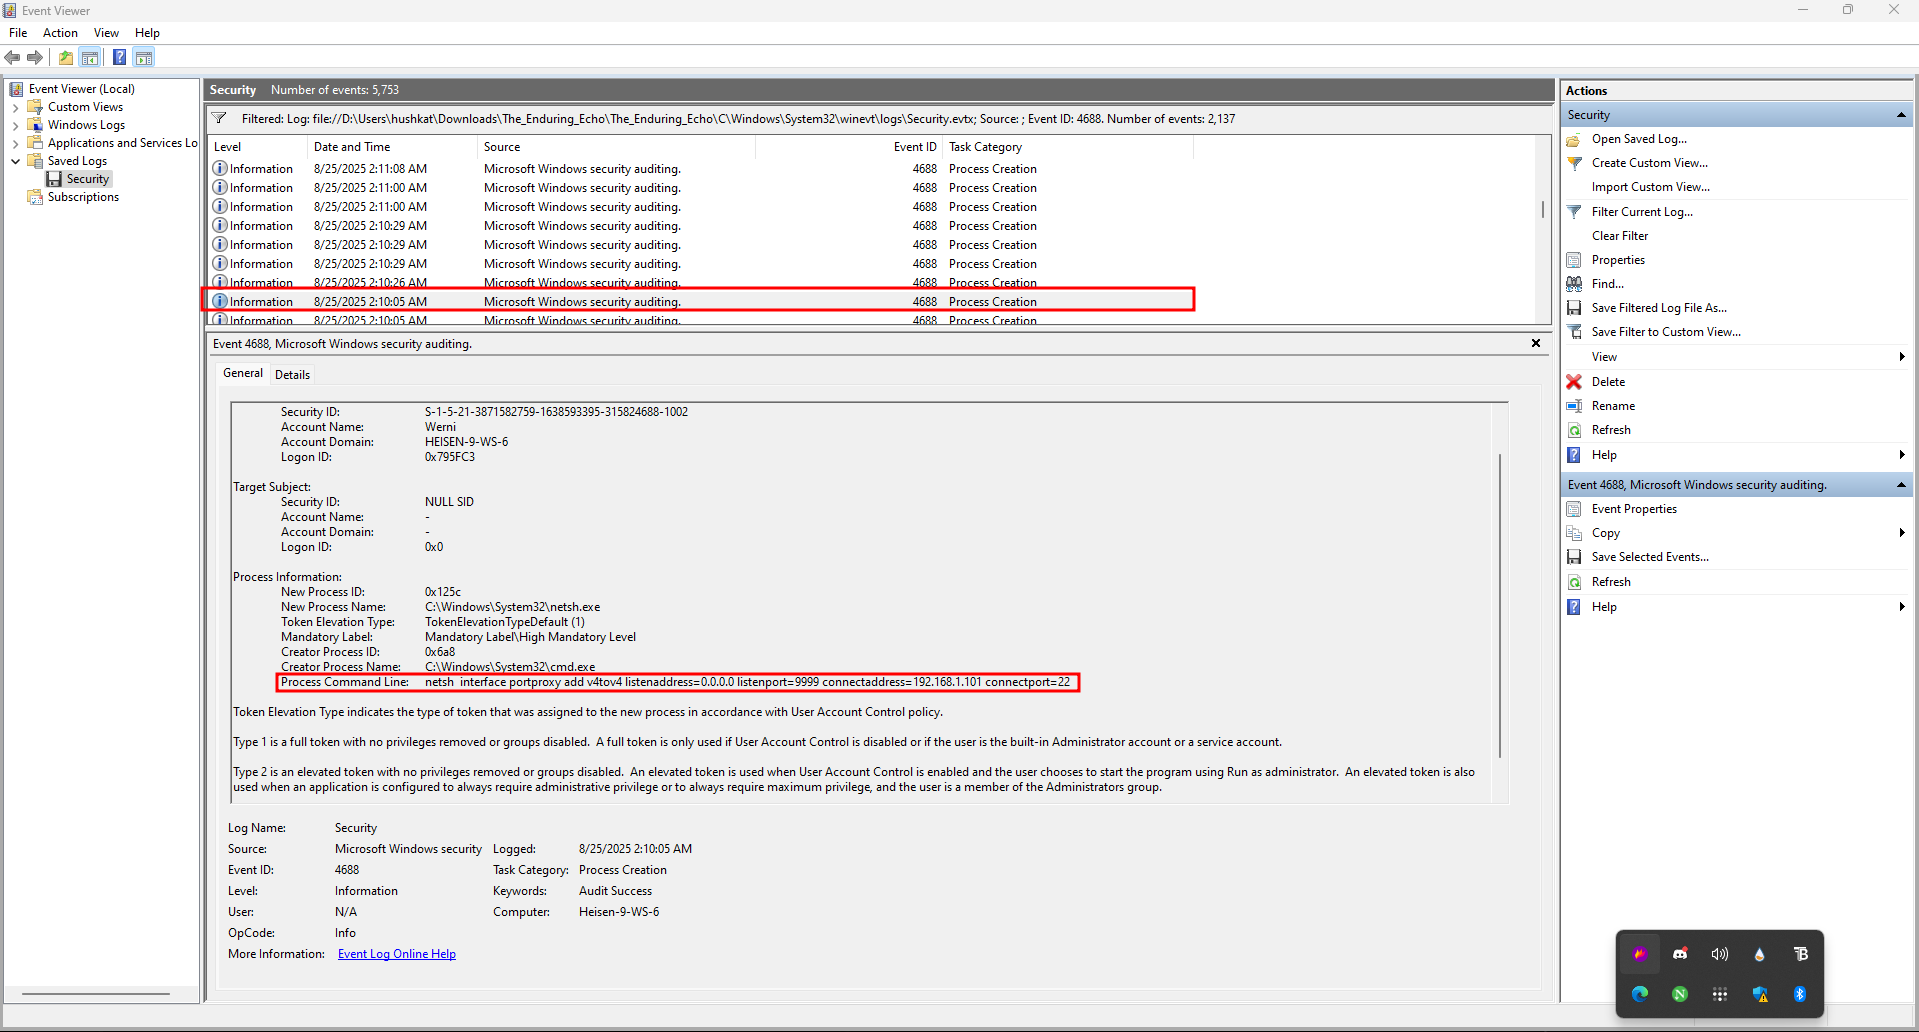 Event Viewer
File Action View Help
Event Viewer (Local)
Custom Views
Windows Logs
Applications and Services Lo
Saved Logs
Security
Subscriptions
Security Number of events: 5,753
Filtered: Log: file://D:\Users\hushkat\Downloads\The_Enduring_Echo\The_Enduring_Echo\C\Windows\System32\winevt\logs\Security.evtx; Source: ; Event ID: 4688. Number of events: 2,137
Level Date and Time Source Event ID Task Category
Information 8/25/2025 2:11:08 AM Microsoft Windows security auditing. 4688 Process Creation
Information 8/25/2025 2:11:00 AM Microsoft Windows security auditing. 4688 Process Creation
Information 8/25/2025 2:11:00 AM Microsoft Windows security auditing. 4688 Process Creation
Information 8/25/2025 2:10:29 AM Microsoft Windows security auditing. 4688 Process Creation
Information 8/25/2025 2:10:29 AM Microsoft Windows security auditing. 4688 Process Creation
Information 8/25/2025 2:10:29 AM Microsoft Windows security auditing. 4688 Process Creation
Information 8/25/2025 2:10:26 AM Microsoft Windows security auditing. 4688 Process Creation
Information 8/25/2025 2:10:05 AM Microsoft Windows security auditing. 4688 Process Creation
Information 8/25/2025 2:10:05 AM Microsoft Windows security auditing. 4688 Process Creation
Event 4688, Microsoft Windows security auditing.
General Details
Security ID: S-1-5-21-3871582759-1638593395-315824688-1002
Account Name: Werni
Account Domain: HEISEN-9-WS-6
Logon ID: 0x795FC3
Target Subject:
Security ID: NULL SID
Account Name: -
Account Domain: -
Logon ID: 0x0
Process Information:
New Process ID: 0x125c
New Process Name: C:\Windows\System32\netsh.exe
Token Elevation Type: TokenElevationTypeDefault (1)
Mandatory Label: Mandatory Label\High Mandatory Level
Creator Process ID: 0x6a8
Creator Process Name: C:\Windows\System32\cmd.exe
Process Command Line: netsh interface portproxy add v4tov4 listenaddress=0.0.0.0 listenport=9999 connectaddress=192.168.1.101 connectport=22
Token Elevation Type indicates the type of token that was assigned to the new process in accordance with User Account Control policy.
Type 1 is a full token with no privileges removed or groups disabled. A full token is only used if User Account Control is disabled or if the user is the built-in Administrator account or a service account.
Type 2 is an elevated token with no privileges removed or groups disabled. An elevated token is used when User Account Control is enabled and the user chooses to start the program using Run as administrator. An elevated token is also
used when an application is configured to always require administrative privilege or to always require maximum privilege, and the user is a member of the Administrators group.
Log Name: Security
Source: Microsoft Windows security Logged: 8/25/2025 2:10:05 AM
Event ID: 4688 Task Category: Process Creation
Level: Information Keywords: Audit Success
User: N/A Computer: Heisen-9-WS-6
OpCode: Info
More Information: Event Log Online Help
Actions
Security
Open Saved Log...
Create Custom View...
Import Custom View...
Filter Current Log...
Clear Filter
Properties
Find...
Save Filtered Log File As...
Save Filter to Custom View...
View
Delete
Rename
Refresh
Help
Event 4688, Microsoft Windows security auditing.
Event Properties
Copy
Save Selected Events...
Refresh
Help